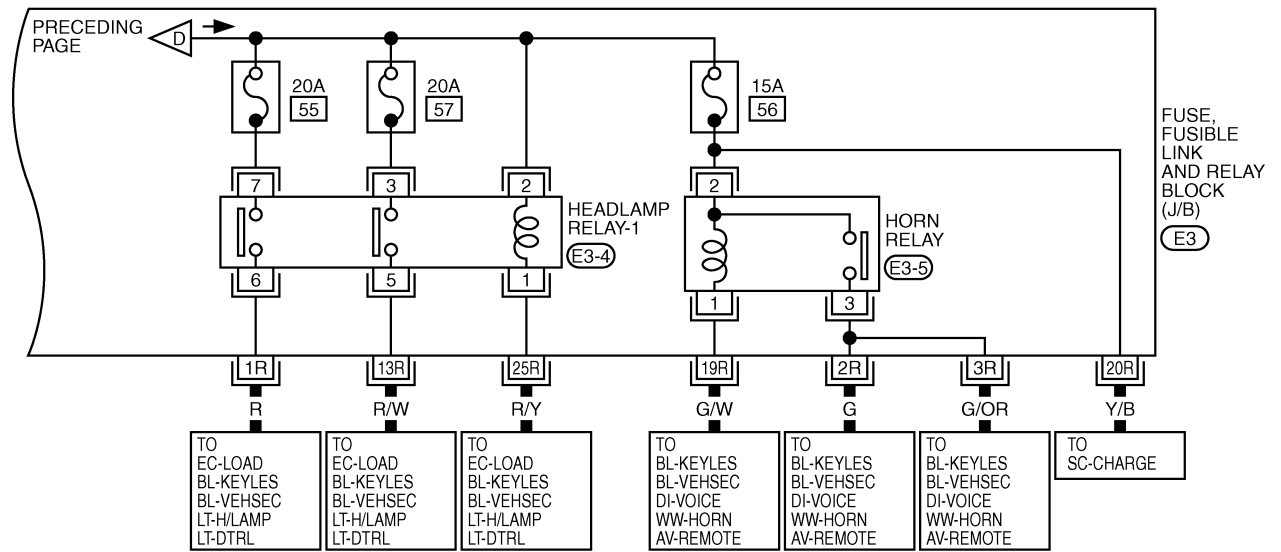 PRECEDING
PAGE
D
20A
55
20A
57
15A
56
FUSE,
FUSIBLE
LINK
AND RELAY
BLOCK
(J/B)
E3
7
3
2
2
HEADLAMP
RELAY-1
E3-4
HORN
RELAY
E3-5
6
5
1
1
3
1R
13R
25R
19R
2R
3R
20R
R
R/W
R/Y
G/W
G
G/OR
Y/B
TO
EC-LOAD
BL-KEYLES
BL-VEHSEC
LT-H/LAMP
LT-DTRL
TO
EC-LOAD
BL-KEYLES
BL-VEHSEC
LT-H/LAMP
LT-DTRL
TO
EC-LOAD
BL-KEYLES
BL-VEHSEC
LT-H/LAMP
LT-DTRL
TO
BL-KEYLES
BL-VEHSEC
DI-VOICE
WW-HORN
AV-REMOTE
TO
BL-KEYLES
BL-VEHSEC
DI-VOICE
WW-HORN
AV-REMOTE
TO
BL-KEYLES
BL-VEHSEC
DI-VOICE
WW-HORN
AV-REMOTE
TO
SC-CHARGE